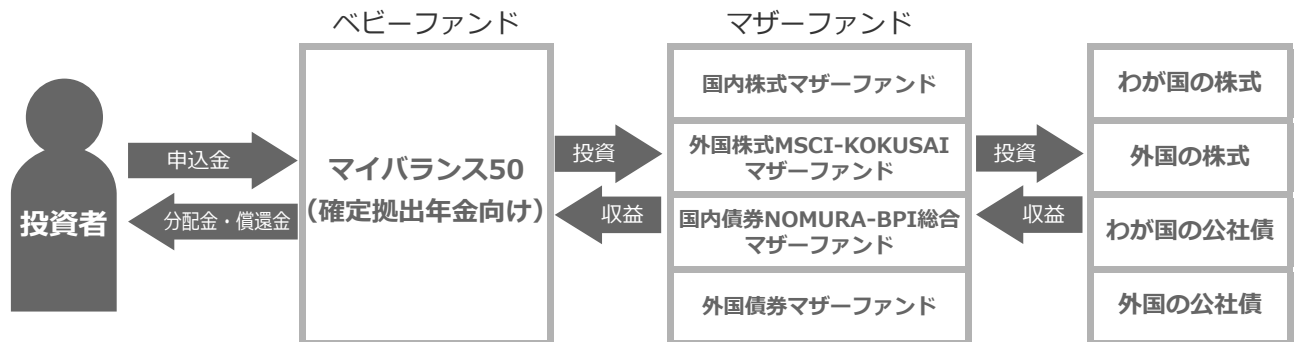 ベビーファンド
マザーファンド
投資者
申込金
分配金・償還金
マイバランス50
（確定拠出年金向け）
投資
収益
国内株式マザーファンド
外国株式MSCI-KOKUSAI
マザーファンド
国内債券NOMURA-BPI総合
マザーファンド
外国債券マザーファンド
投資
収益
わが国の株式
外国の株式
わが国の公社債
外国の公社債